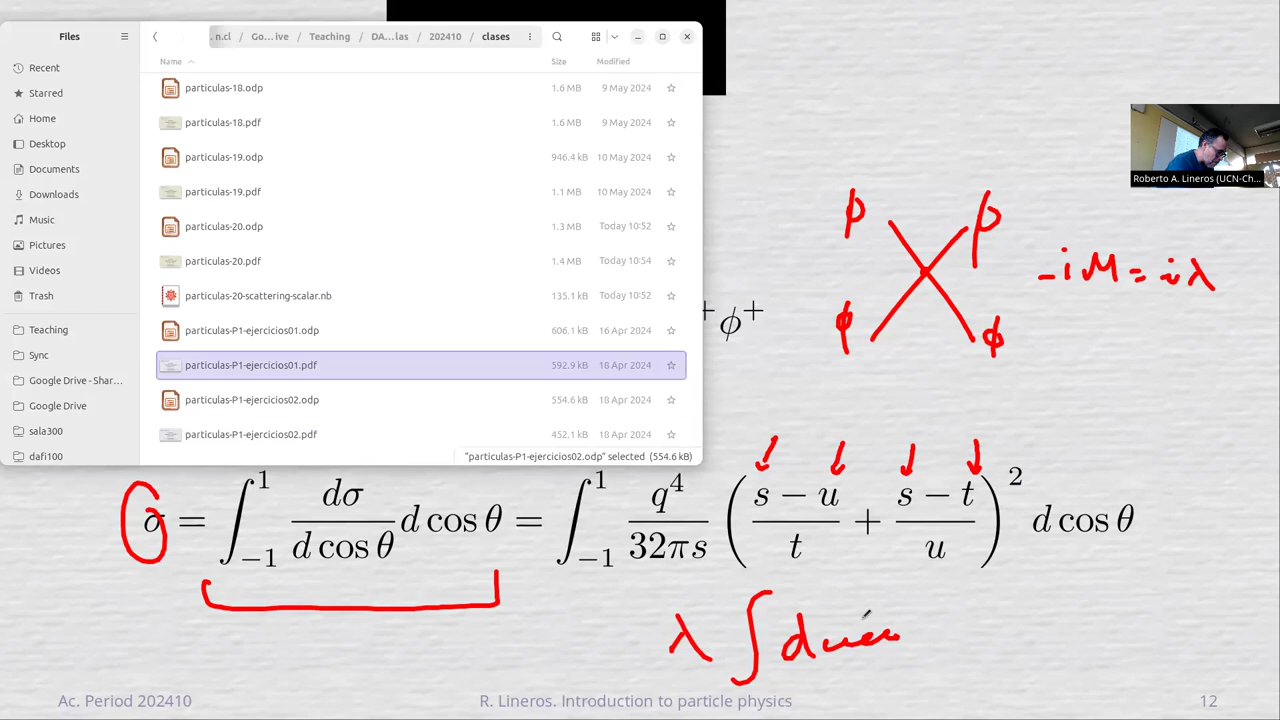 Files
n.cl / Go...ive / Teaching / DA...las / 202410 / clases
Name Size Modified
Recent
Starred
Home
Desktop
Documents
Downloads
Music
Pictures
Videos
Trash
Teaching
Sync
Google Drive - Shar...
Google Drive
sala300
dafi100
particulas-18.odp 1.6 MB 9 May 2024
particulas-18.pdf 1.6 MB 9 May 2024
particulas-19.odp 946.4 kB 10 May 2024
particulas-19.pdf 1.1 MB 10 May 2024
particulas-20.odp 1.3 MB Today 10:52
particulas-20.pdf 1.4 MB Today 10:54
particulas-20-scattering-scalar.nb 135.1 kB Today 10:52
particulas-P1-ejercicios01.odp 606.1 kB 16 Apr 2024
particulas-P1-ejercicios01.pdf 592.9 kB 18 Apr 2024
particulas-P1-ejercicios02.odp 554.6 kB 18 Apr 2024
particulas-P1-ejercicios02.pdf 452.1 kB 18 Apr 2024
"particulas-P1-ejercicios02.odp" selected (554.6 kB)
Roberto A. Lineros (UCN-Ch...
-iM = iλ
ϕ ϕ
⁺ϕ⁺
σ = ∫₋₁¹ dσ/(d cos θ) d cos θ = ∫₋₁¹ q⁴/(32πs) ((s − u)/t + (s − t)/u)² d cos θ
λ ∫ d
Ac. Period 202410
R. Lineros. Introduction to particle physics
12